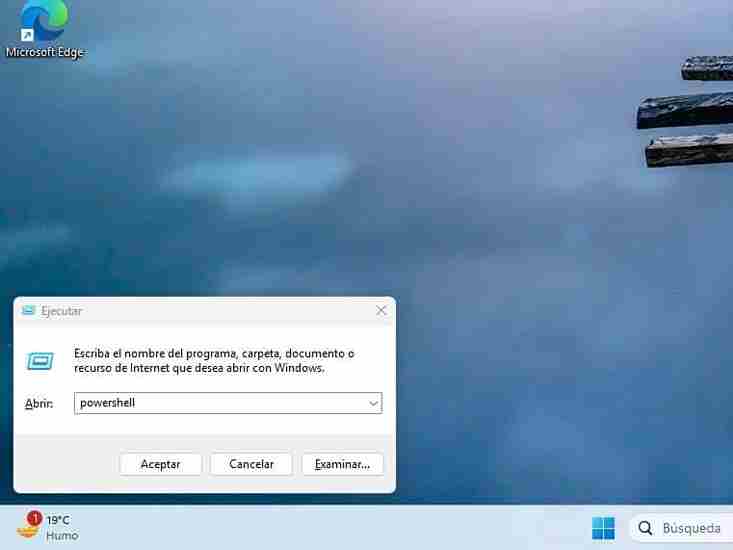 Microsoft Edge
Ejecutar
Escriba el nombre del programa, carpeta, documento o
recurso de Internet que desea abrir con Windows.
Abrir:
powershell
Aceptar
Cancelar
Examinar...
1
19°C
Humo
Búsqueda